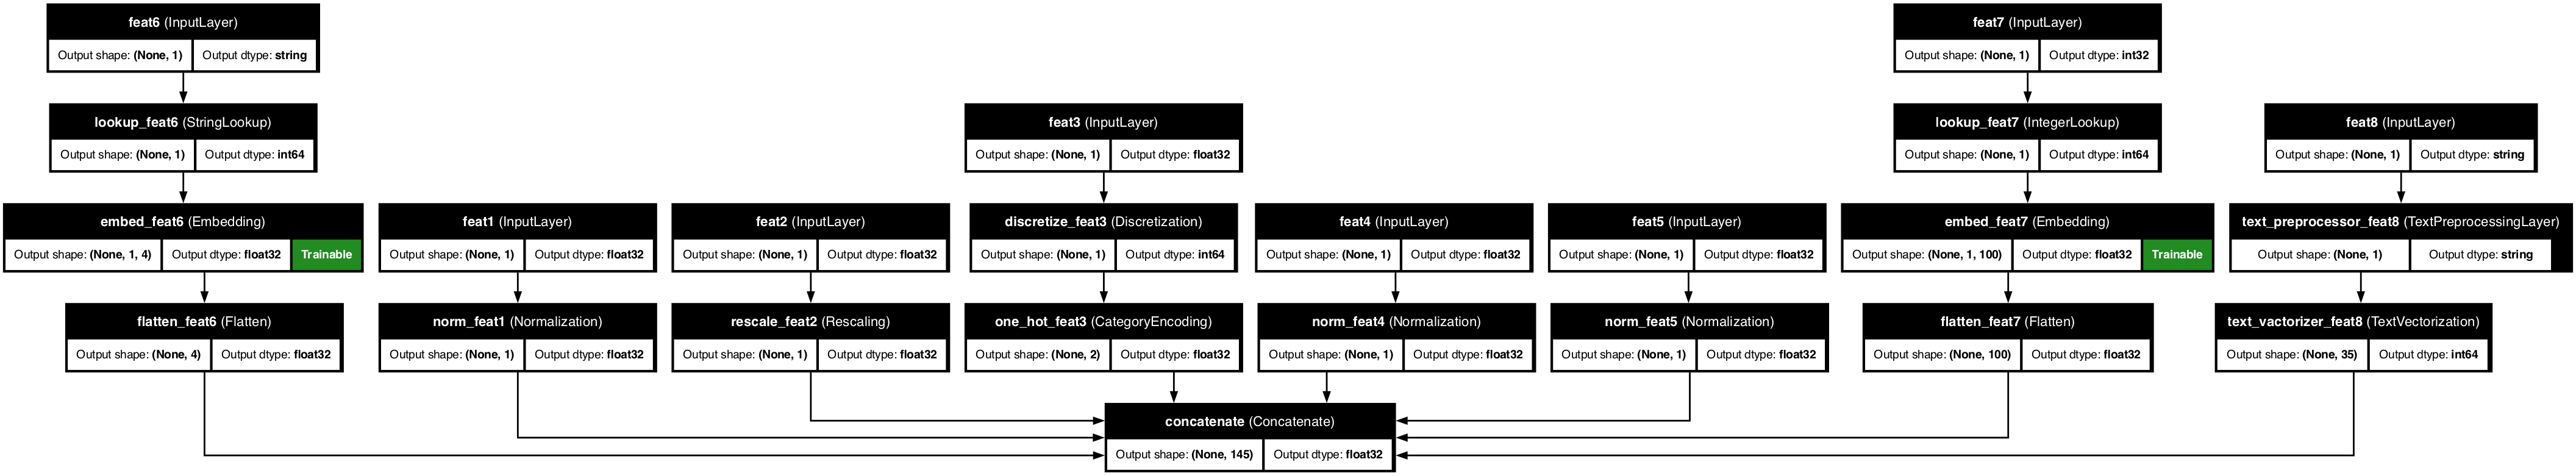 feat6 (InputLayer)
Output shape: (None, 1) Output dtype: string
feat7 (InputLayer)
Output shape: (None, 1) Output dtype: int32
lookup_feat6 (StringLookup)
Output shape: (None, 1) Output dtype: int64
feat3 (InputLayer)
Output shape: (None, 1) Output dtype: float32
lookup_feat7 (IntegerLookup)
Output shape: (None, 1) Output dtype: int64
feat8 (InputLayer)
Output shape: (None, 1) Output dtype: string
embed_feat6 (Embedding)
Output shape: (None, 1, 4) Output dtype: float32 Trainable
feat1 (InputLayer)
Output shape: (None, 1) Output dtype: float32
feat2 (InputLayer)
Output shape: (None, 1) Output dtype: float32
discretize_feat3 (Discretization)
Output shape: (None, 1) Output dtype: int64
feat4 (InputLayer)
Output shape: (None, 1) Output dtype: float32
feat5 (InputLayer)
Output shape: (None, 1) Output dtype: float32
embed_feat7 (Embedding)
Output shape: (None, 1, 100) Output dtype: float32 Trainable
text_preprocessor_feat8 (TextPreprocessingLayer)
Output shape: (None, 1) Output dtype: string
flatten_feat6 (Flatten)
Output shape: (None, 4) Output dtype: float32
norm_feat1 (Normalization)
Output shape: (None, 1) Output dtype: float32
rescale_feat2 (Rescaling)
Output shape: (None, 1) Output dtype: float32
one_hot_feat3 (CategoryEncoding)
Output shape: (None, 2) Output dtype: float32
norm_feat4 (Normalization)
Output shape: (None, 1) Output dtype: float32
norm_feat5 (Normalization)
Output shape: (None, 1) Output dtype: float32
flatten_feat7 (Flatten)
Output shape: (None, 100) Output dtype: float32
text_vactorizer_feat8 (TextVectorization)
Output shape: (None, 35) Output dtype: int64
concatenate (Concatenate)
Output shape: (None, 145) Output dtype: float32